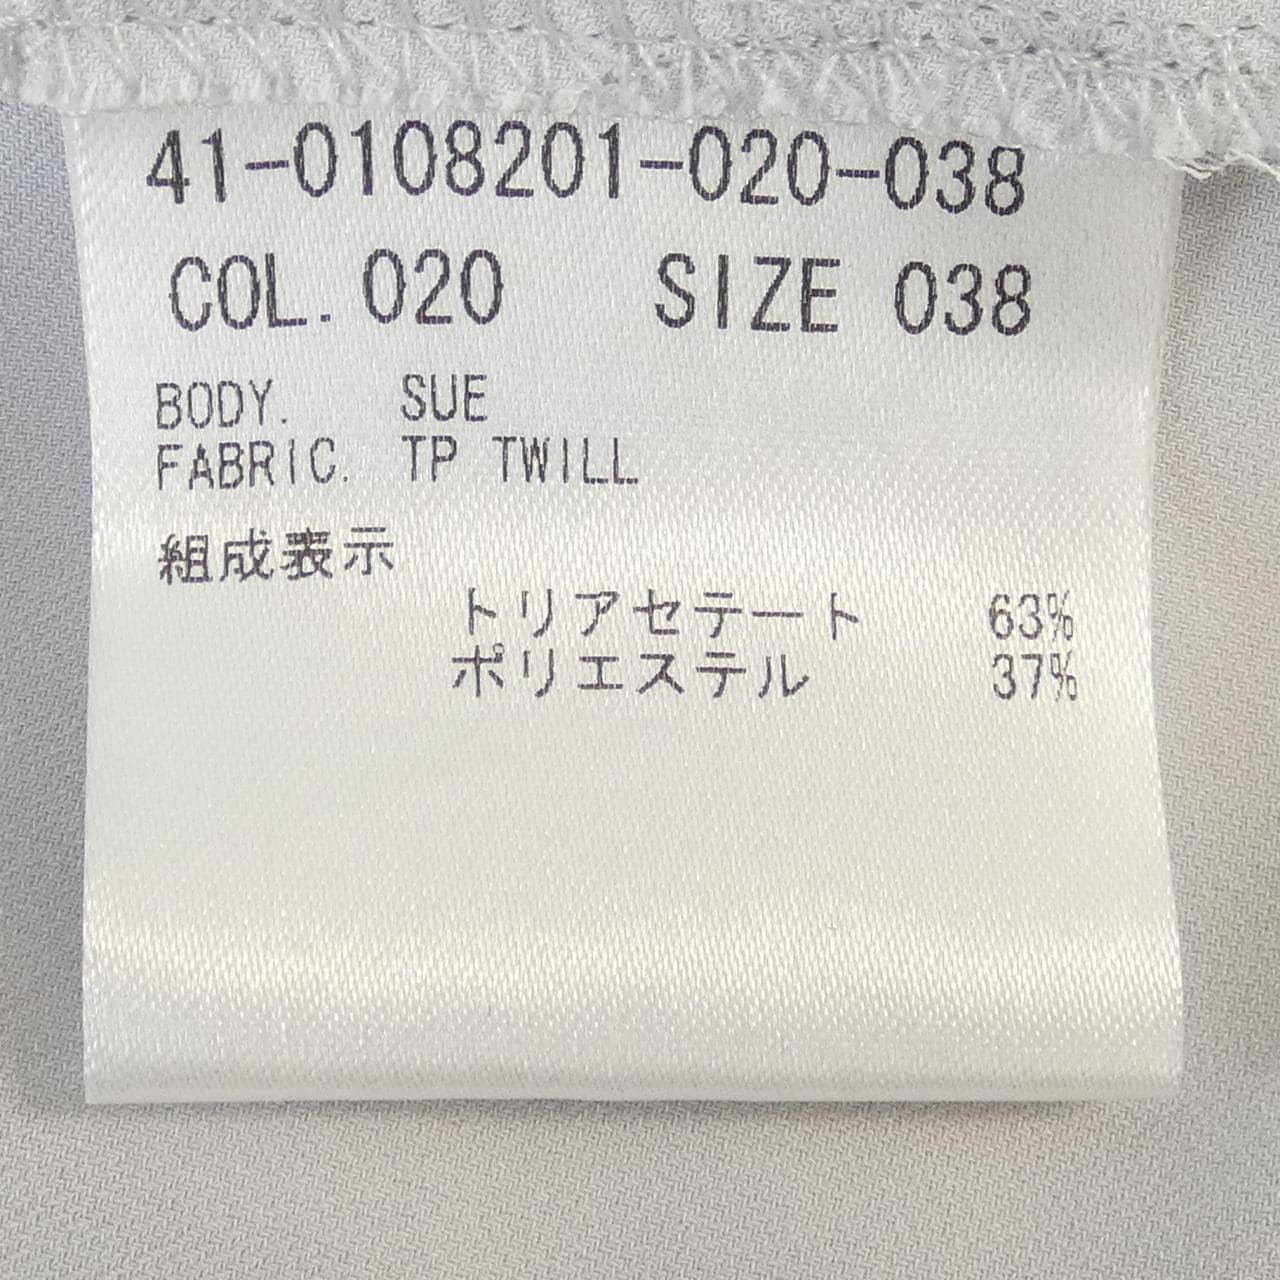 41-0108201-020-038
COL. 020 SIZE 038
BODY. SUE
FABRIC. TP TWILL
組成表示
トリアセテート 63%
ポリエステル 37%